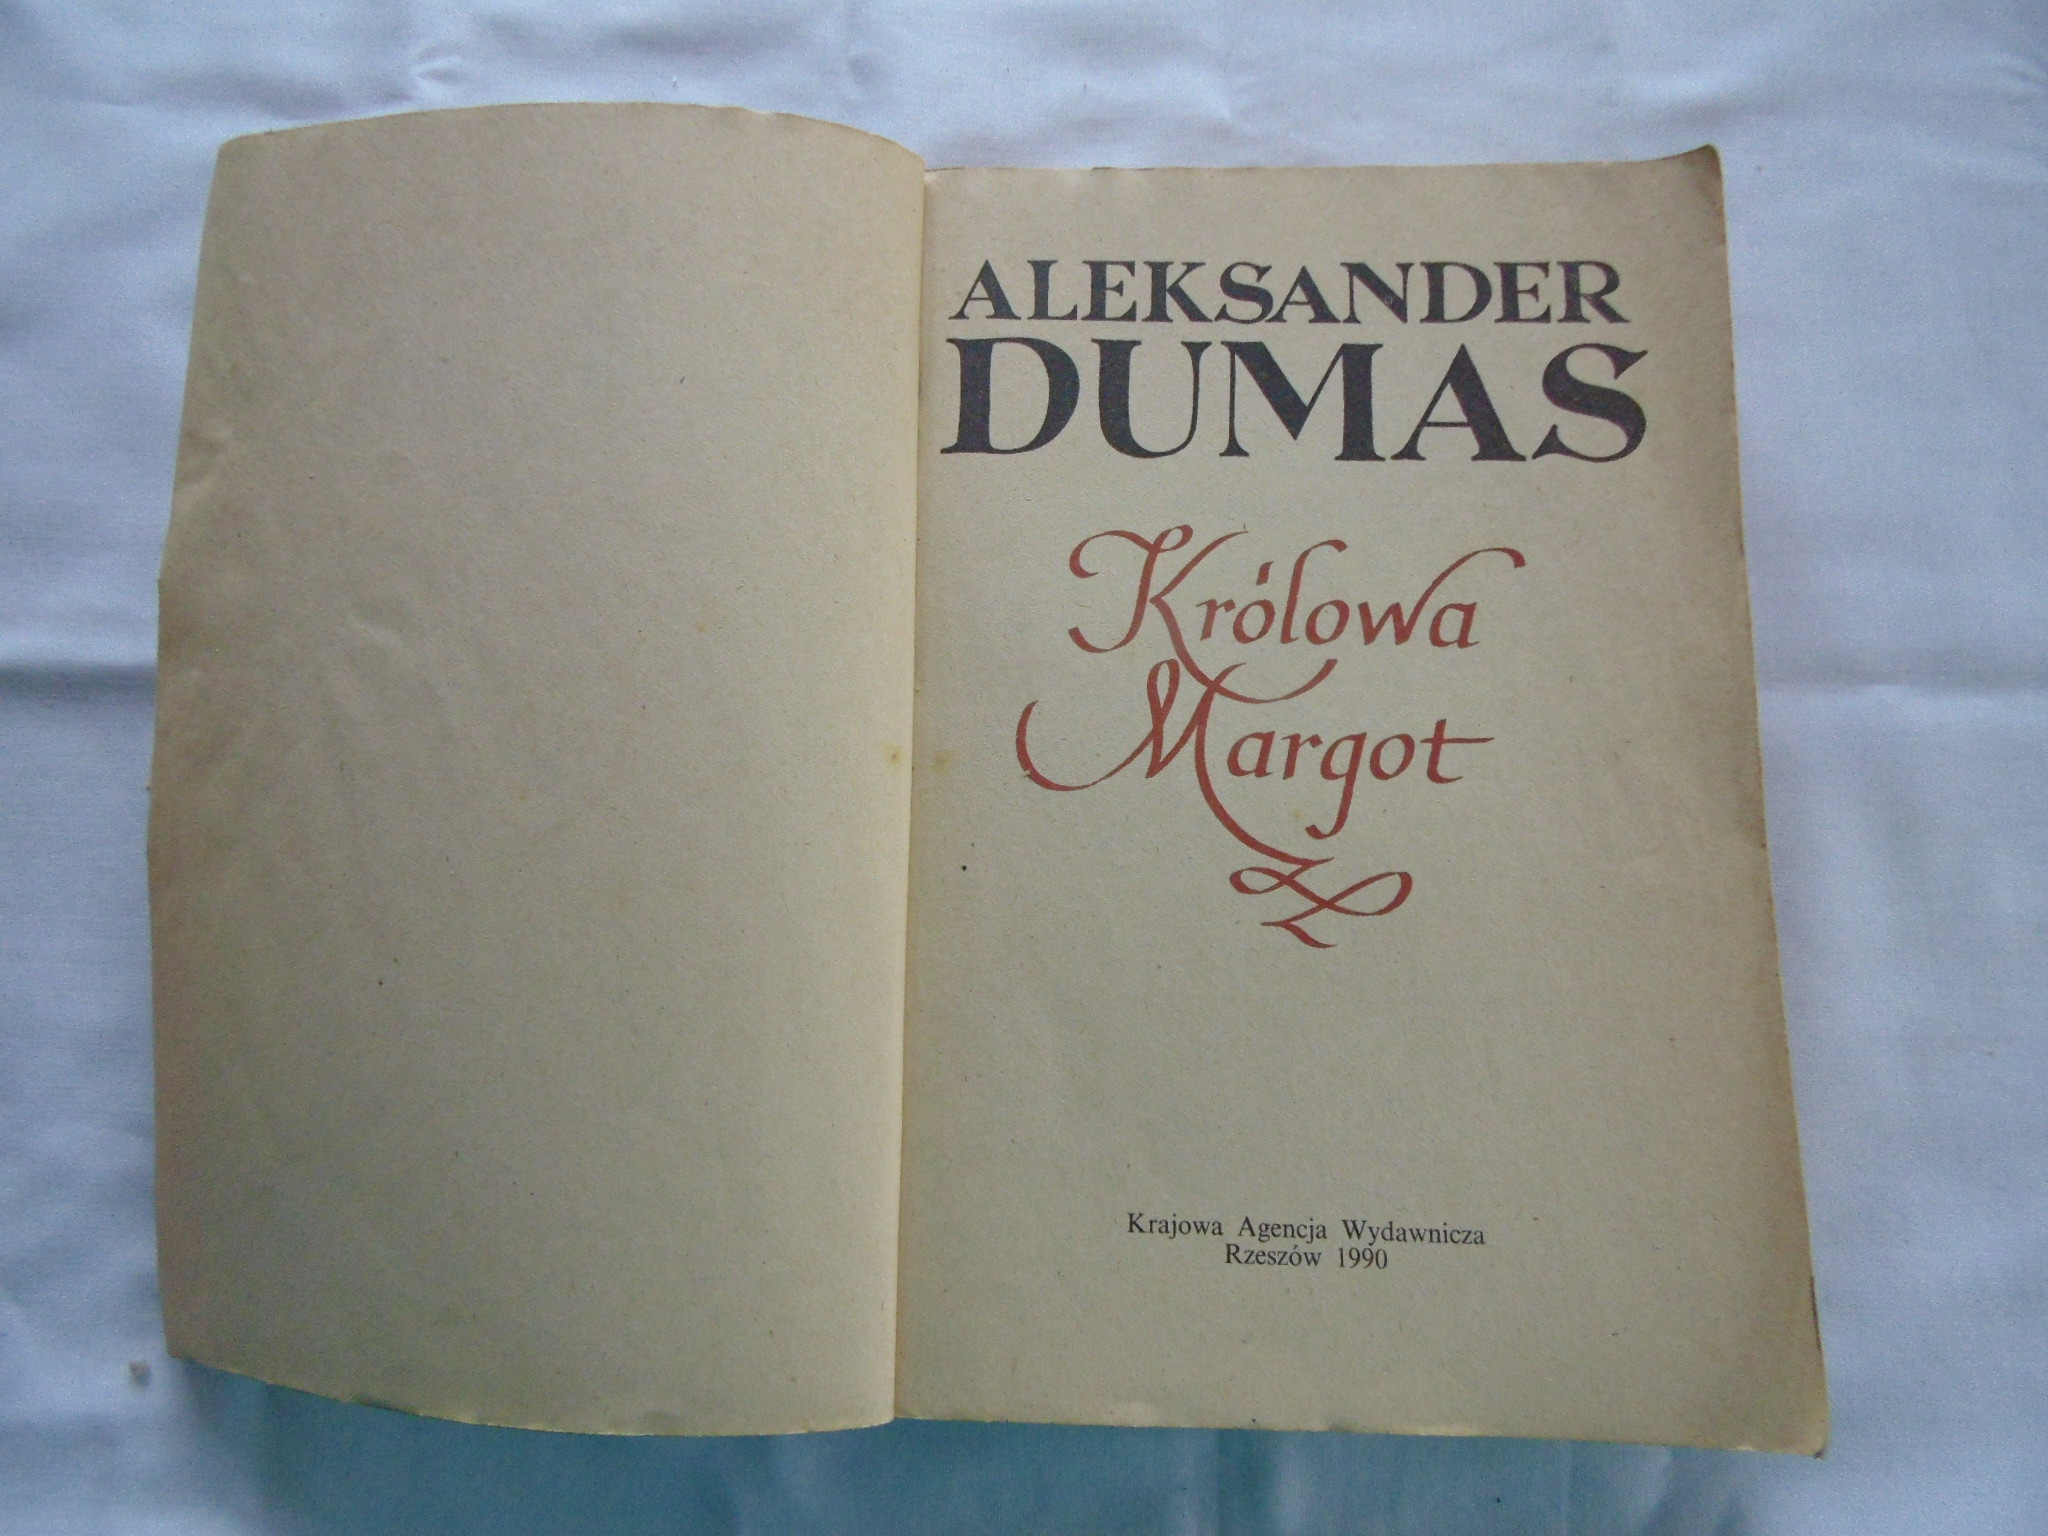 ALEKSANDER
DUMAS
Królowa
Margot
Krajowa Agencja Wydawnicza
Rzeszów 1990